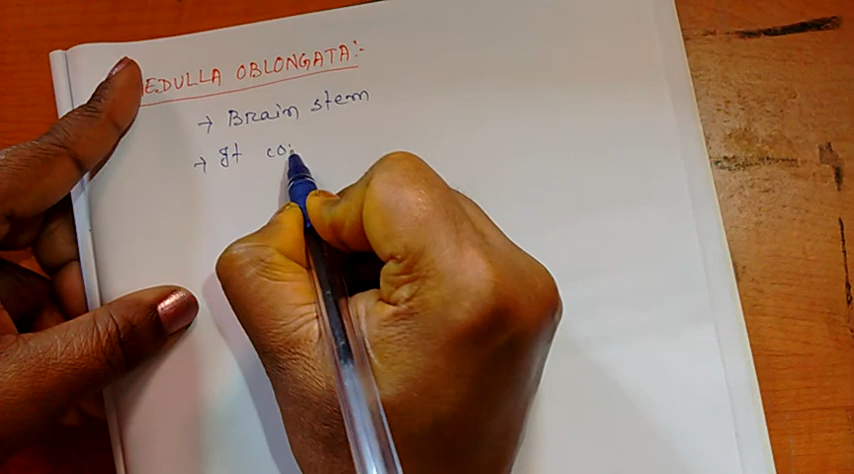 EDULLA OBLONGATA:-
→ Brain stem
→ It co